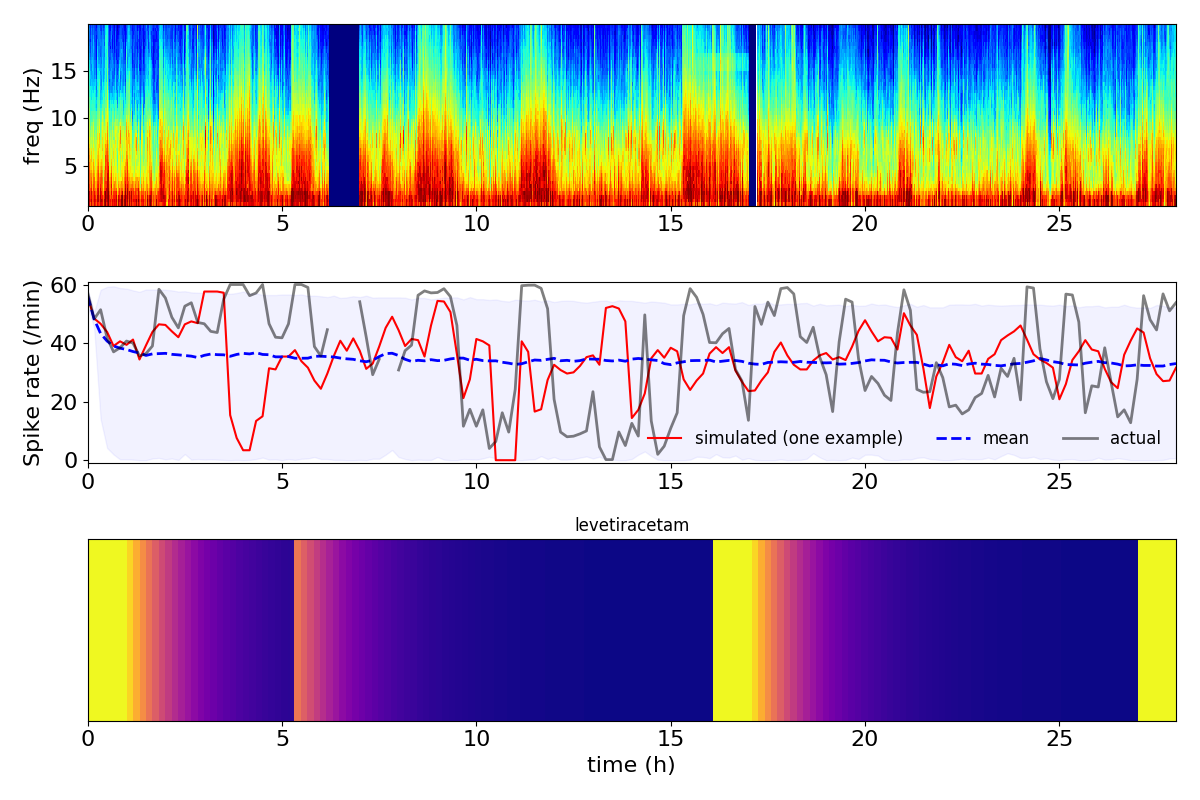 freq (Hz)
15
10
5
0 5 10 15 20 25
Spike rate (/min)
60
40
20
0
simulated (one example) mean actual
0 5 10 15 20 25
levetiracetam
0 5 10 15 20 25
time (h)